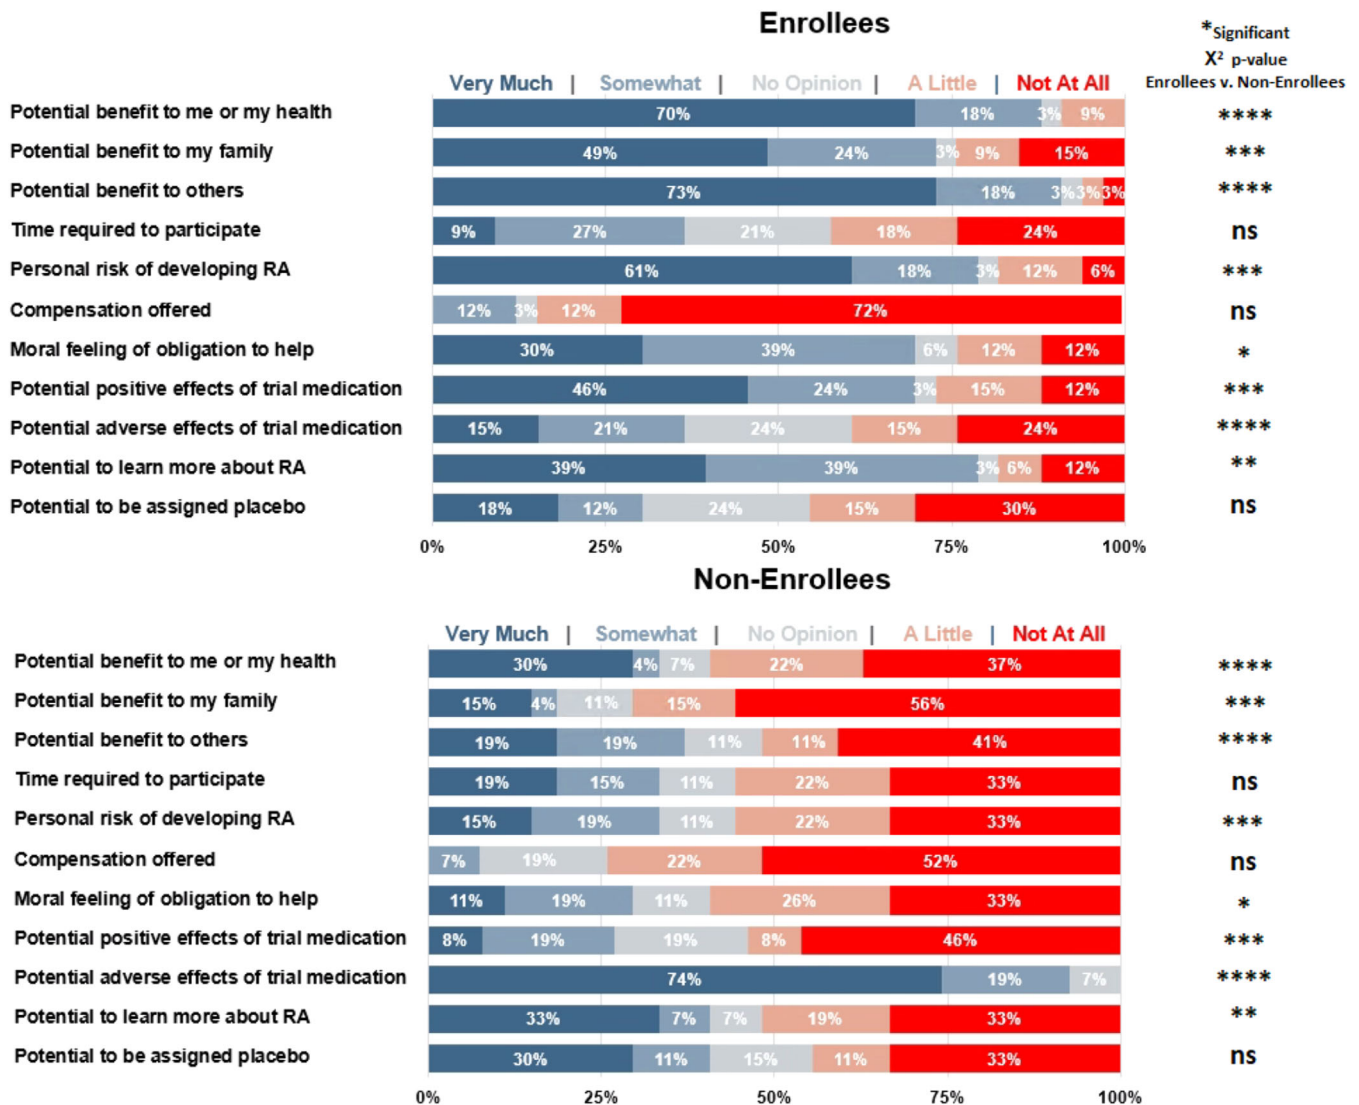 Enrollees
*Significant
X² p-value
Enrollees v. Non-Enrollees
Very Much | Somewhat | No Opinion | A Little | Not At All
Potential benefit to me or my health 70% 18% 3% 9% ****
Potential benefit to my family 49% 24% 3% 9% 15% ***
Potential benefit to others 73% 18% 3% 3% 3% ****
Time required to participate 9% 27% 21% 18% 24% ns
Personal risk of developing RA 61% 18% 3% 12% 6% ***
Compensation offered 12% 3% 12% 72% ns
Moral feeling of obligation to help 30% 39% 6% 12% 12% *
Potential positive effects of trial medication 46% 24% 3% 15% 12% ***
Potential adverse effects of trial medication 15% 21% 24% 15% 24% ****
Potential to learn more about RA 39% 39% 3% 6% 12% **
Potential to be assigned placebo 18% 12% 24% 15% 30% ns
0% 25% 50% 75% 100%
Non-Enrollees
Very Much | Somewhat | No Opinion | A Little | Not At All
Potential benefit to me or my health 30% 4% 7% 22% 37% ****
Potential benefit to my family 15% 4% 11% 15% 56% ***
Potential benefit to others 19% 19% 11% 11% 41% ****
Time required to participate 19% 15% 11% 22% 33% ns
Personal risk of developing RA 15% 19% 11% 22% 33% ***
Compensation offered 7% 19% 22% 52% ns
Moral feeling of obligation to help 11% 19% 11% 26% 33% *
Potential positive effects of trial medication 8% 19% 19% 8% 46% ***
Potential adverse effects of trial medication 74% 19% 7% ****
Potential to learn more about RA 33% 7% 7% 19% 33% **
Potential to be assigned placebo 30% 11% 15% 11% 33% ns
0% 25% 50% 75% 100%